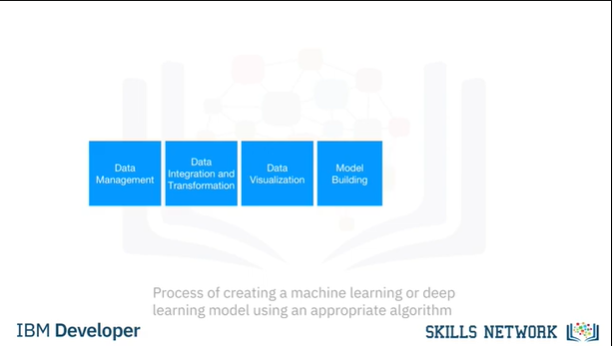 Data
Management
Data
Integration and
Transformation
Data
Visualization
Model
Building
Process of creating a machine learning or deep
learning model using an appropriate algorithm
IBM Developer
SKILLS NETWORK